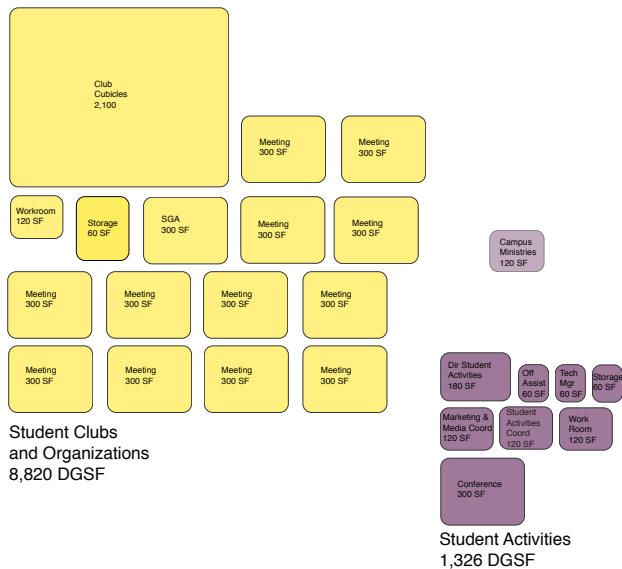 Club
Cubicles
2,100
Meeting
300 SF
Meeting
300 SF
Workroom
120 SF
Storage
60 SF
SGA
300 SF
Meeting
300 SF
Meeting
300 SF
Campus
Ministries
120 SF
Meeting
300 SF
Meeting
300 SF
Meeting
300 SF
Meeting
300 SF
Meeting
300 SF
Meeting
300 SF
Meeting
300 SF
Meeting
300 SF
Student Clubs
and Organizations
8,820 DGSF
Dir Student
Activities
180 SF
Off
Assist
60 SF
Tech
Mgr
60 SF
Storage
60 SF
Marketing &
Media Coord
120 SF
Student
Activities
Coord
120 SF
Work
Room
120 SF
Conference
300 SF
Student Activities
1,326 DGSF